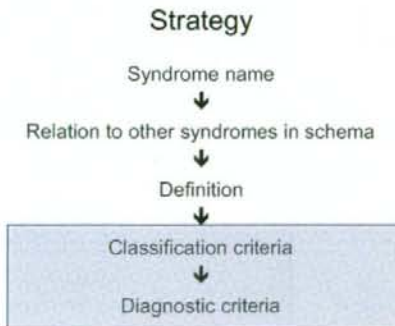 Strategy
Syndrome name
Relation to other syndromes in schema
Definition
Classification criteria
Diagnostic criteria